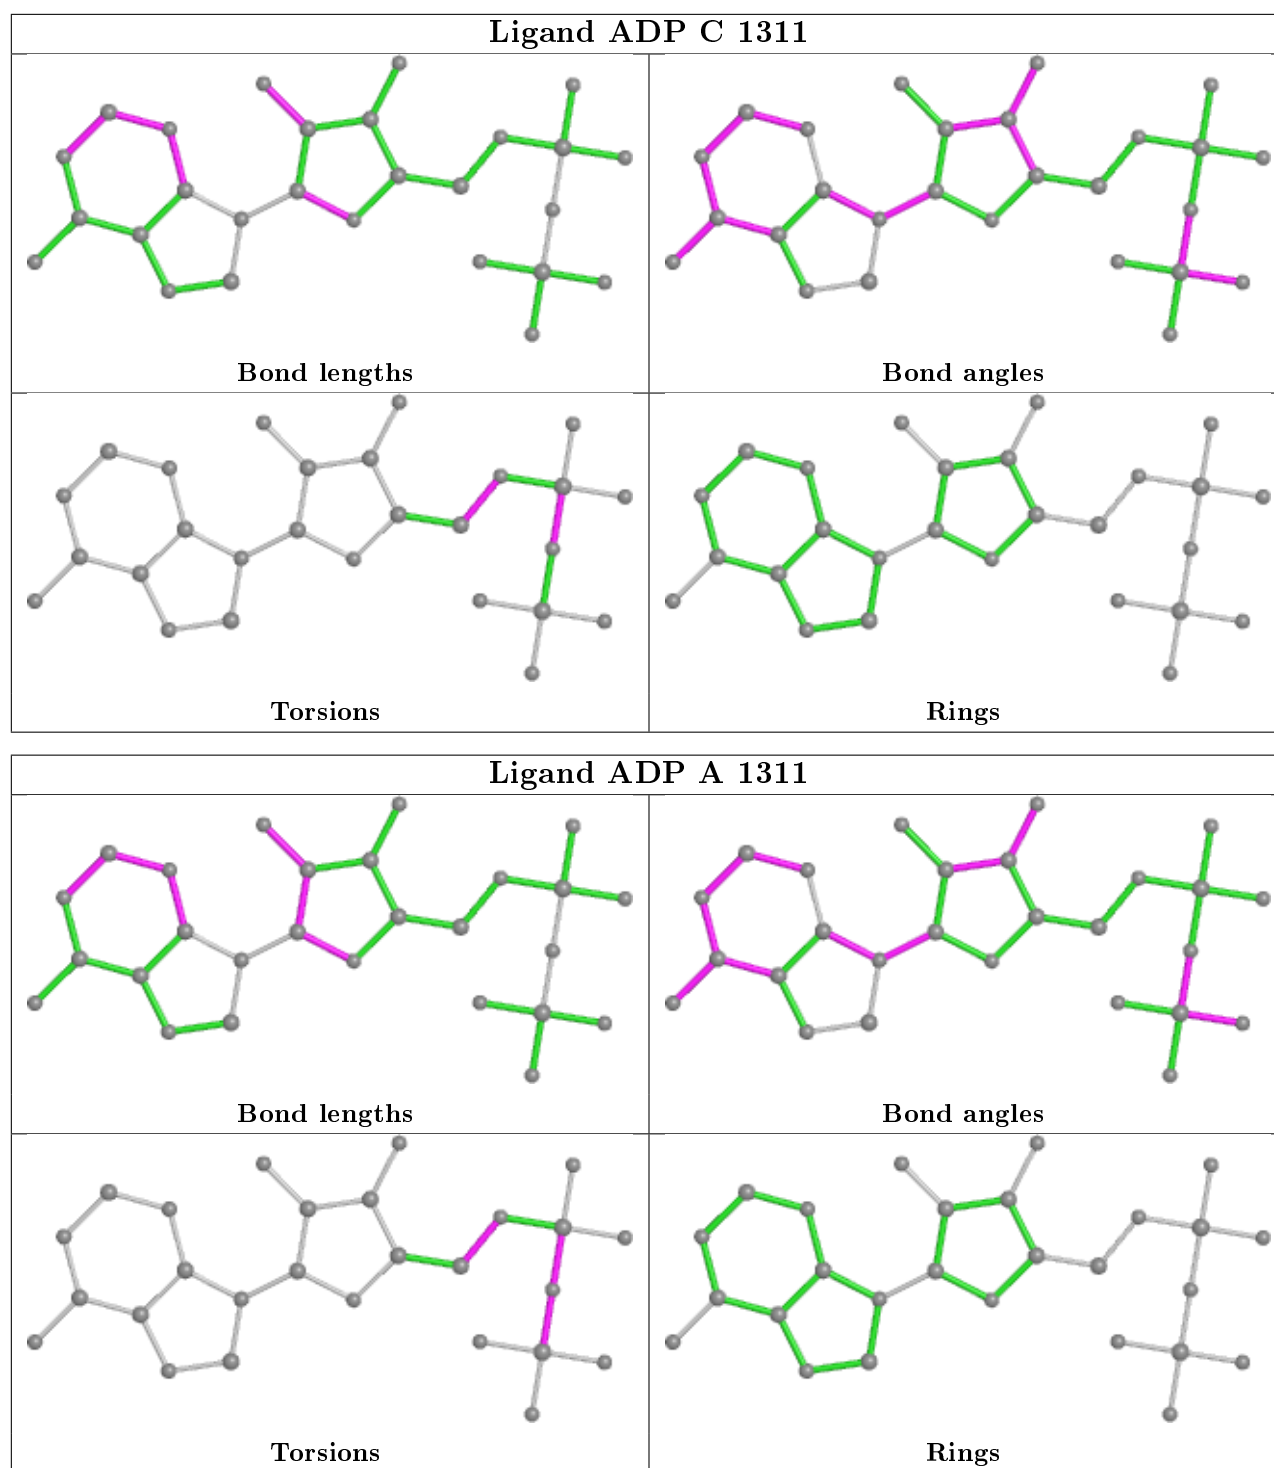 Ligand ADP C 1311
Bond lengths
Bond angles
Torsions
Rings
Ligand ADP A 1311
Bond lengths
Bond angles
Torsions
Rings